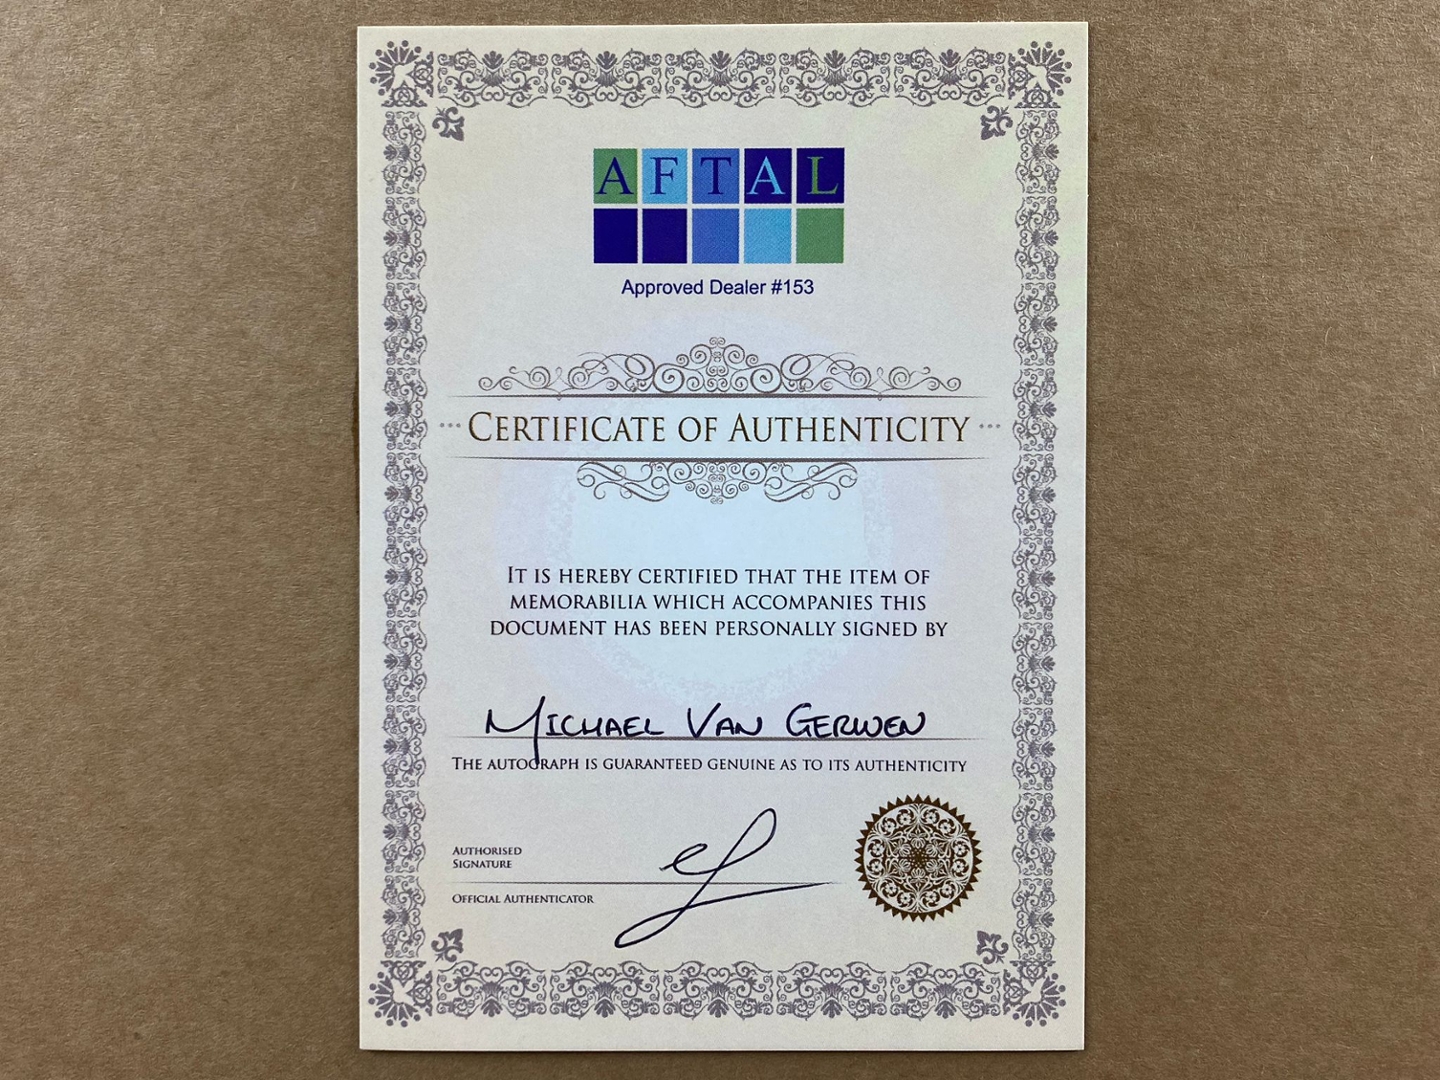 AFTAL
Approved Dealer #153
CERTIFICATE OF AUTHENTICITY
IT IS HEREBY CERTIFIED THAT THE ITEM OF
MEMORABILIA WHICH ACCOMPANIES THIS
DOCUMENT HAS BEEN PERSONALLY SIGNED BY
MICHAEL VAN GERWEN
THE AUTOGRAPH IS GUARANTEED GENUINE AS TO ITS AUTHENTICITY
AUTHORISED
SIGNATURE
OFFICIAL AUTHENTICATOR